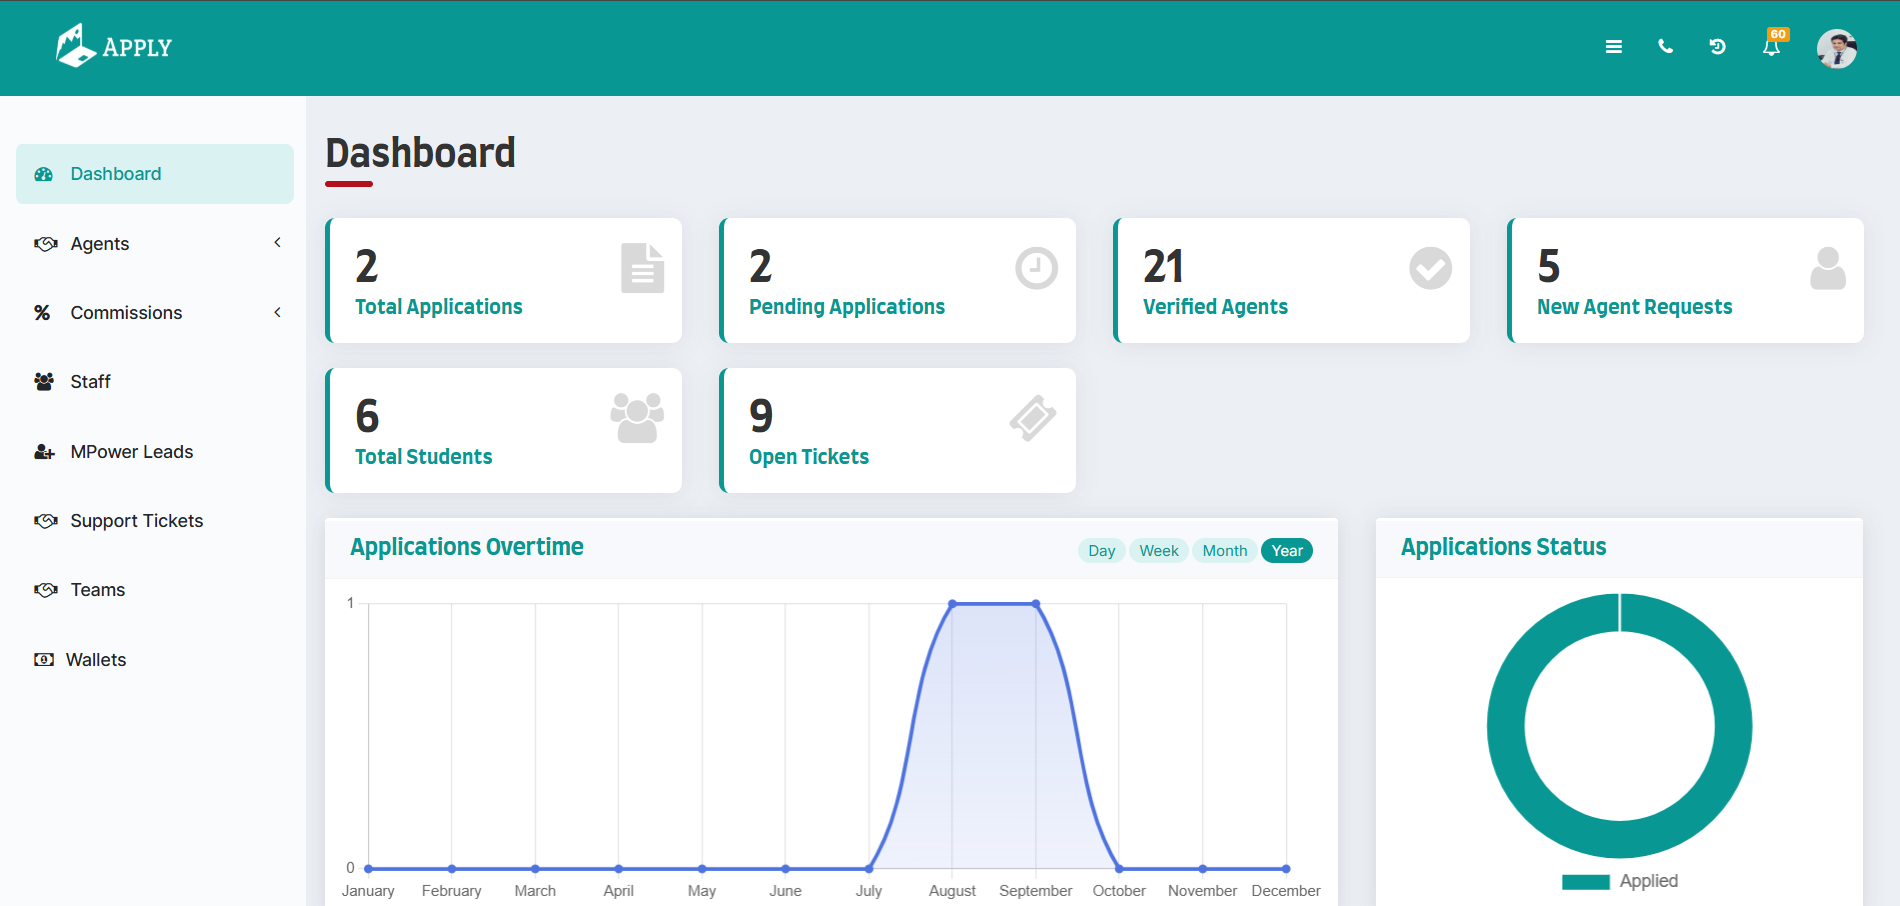 APPLY
60
Dashboard
Agents
Commissions
Staff
MPower Leads
Support Tickets
Teams
Wallets
Dashboard
2
Total Applications
2
Pending Applications
21
Verified Agents
5
New Agent Requests
6
Total Students
9
Open Tickets
Applications Overtime
Day Week Month Year
1
0
January February March April May June July August September October November December
Applications Status
Applied